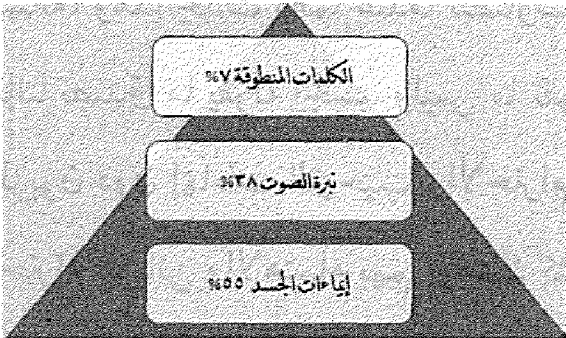 الكلمات المنطوقة ٧%
نبرة الصوت ٣٨%
إيماءات الجسد ٥٥%